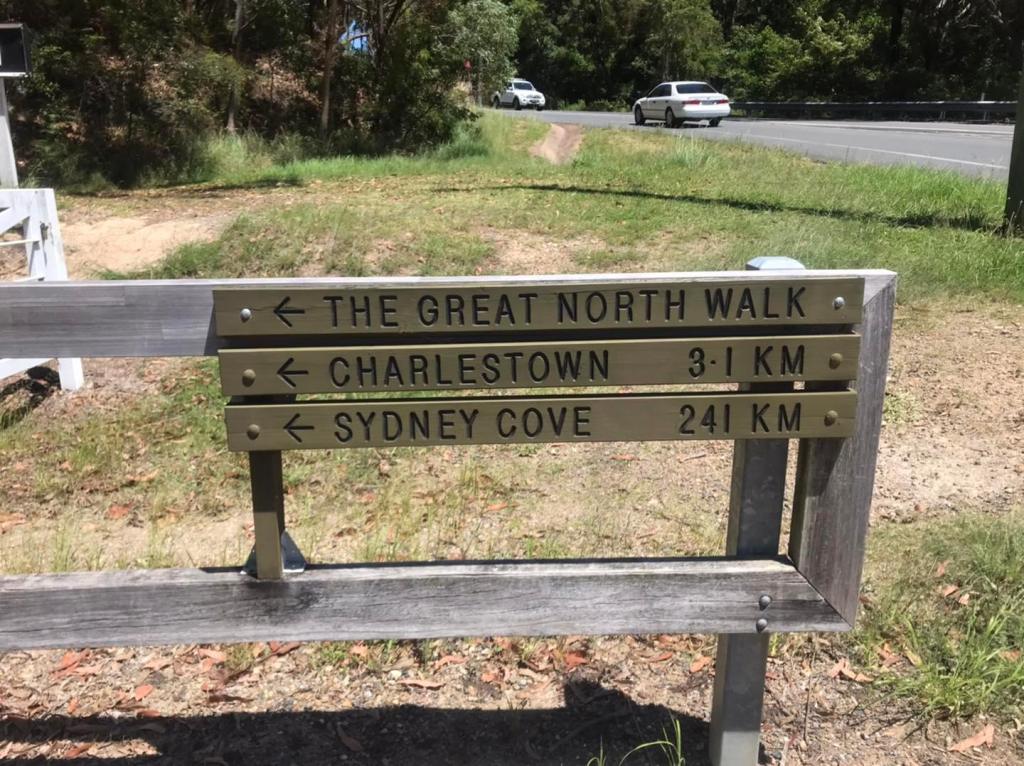 ← THE GREAT NORTH WALK
← CHARLESTOWN 3·1 KM
← SYDNEY COVE 241 KM